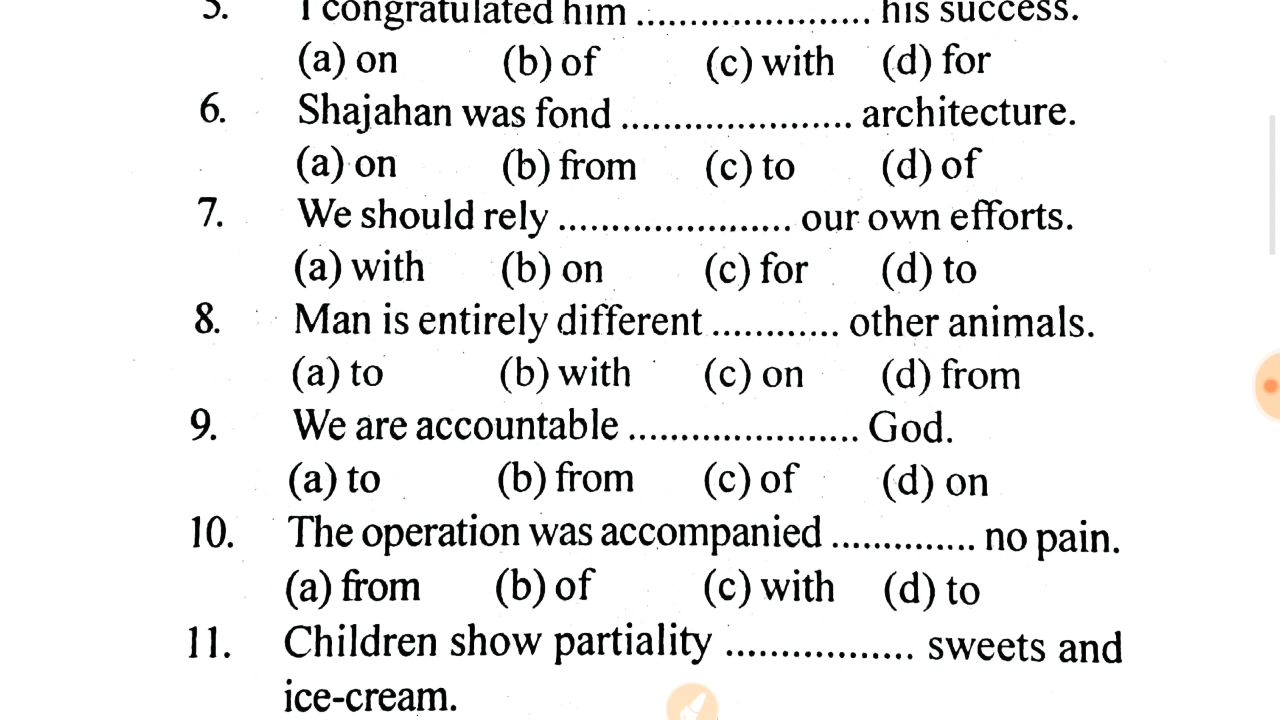 5. I congratulated him ....................... his success.
(a) on (b) of (c) with (d) for
6. Shajahan was fond ...................... architecture.
(a) on (b) from (c) to (d) of
7. We should rely ...................... our own efforts.
(a) with (b) on (c) for (d) to
8. Man is entirely different ............ other animals.
(a) to (b) with (c) on (d) from
9. We are accountable ...................... God.
(a) to (b) from (c) of (d) on
10. The operation was accompanied .............. no pain.
(a) from (b) of (c) with (d) to
11. Children show partiality .................. sweets and
ice-cream.